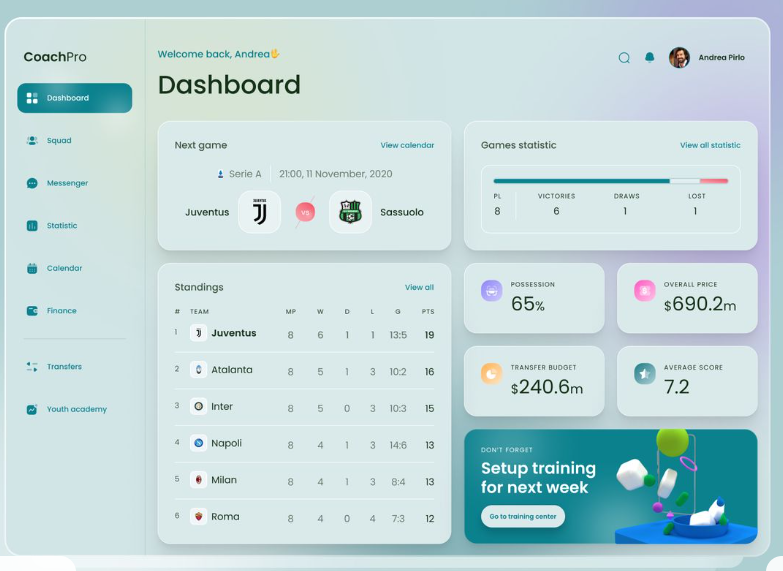 CoachPro
Dashboard
Squad
Messenger
Statistic
Calendar
Finance
Transfers
Youth academy
Welcome back, Andrea
Dashboard
Andrea Pirlo
Next game View calendar
Serie A 21:00, 11 November, 2020
Juventus VS Sassuolo
Games statistic View all statistic
PL VICTORIES DRAWS LOST
8 6 1 1
Standings View all
# TEAM MP W D L G PTS
1 Juventus 8 6 1 1 13:5 19
2 Atalanta 8 5 1 3 10:2 16
3 Inter 8 5 0 3 10:3 15
4 Napoli 8 4 1 3 14:6 13
5 Milan 8 4 1 3 8:4 13
6 Roma 8 4 0 4 7:3 12
POSSESSION
65%
OVERALL PRICE
$690.2m
TRANSFER BUDGET
$240.6m
AVERAGE SCORE
7.2
DON'T FORGET
Setup training
for next week
Go to training center